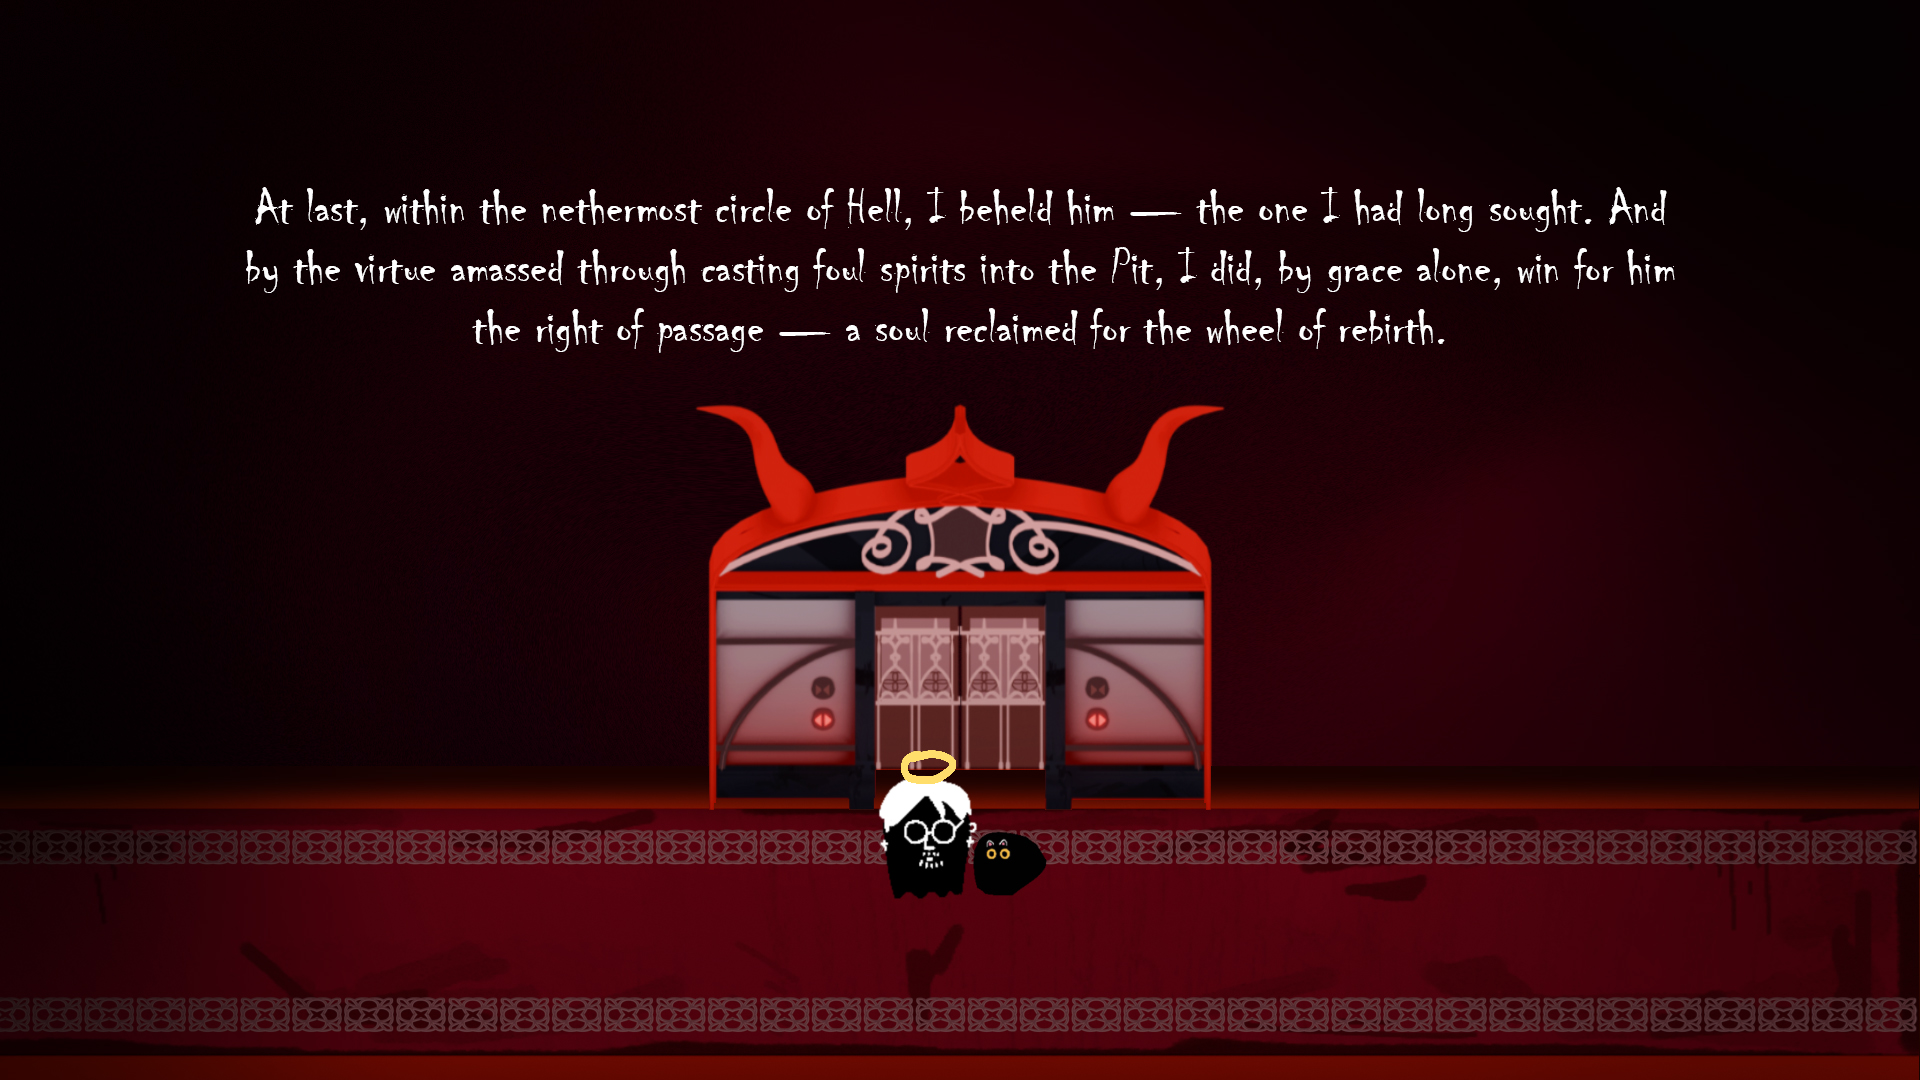 At last, within the nethermost circle of Hell, I beheld him — the one I had long sought. And
by the virtue amassed through casting foul spirits into the Pit, I did, by grace alone, win for him
the right of passage — a soul reclaimed for the wheel of rebirth.